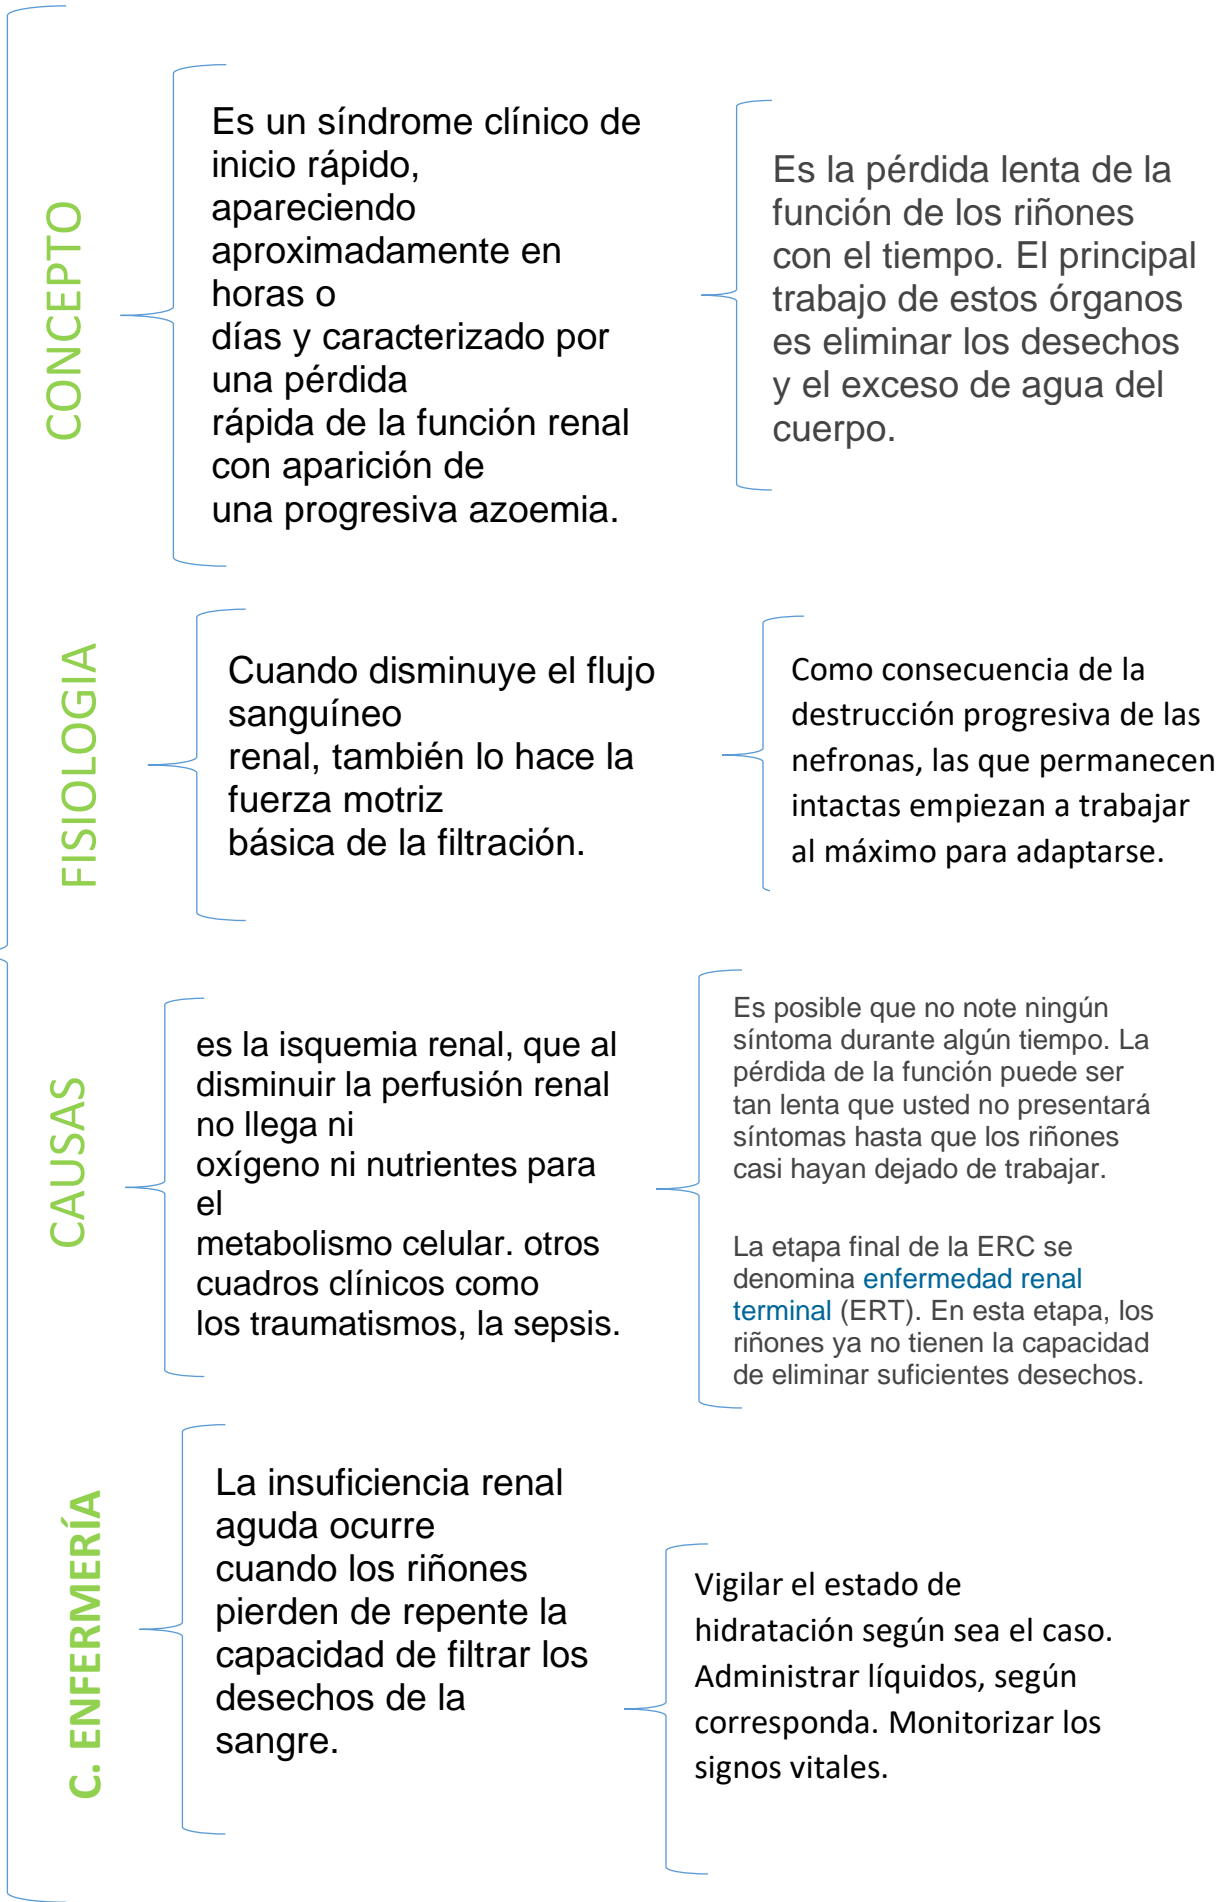 CONCEPTO
Es un síndrome clínico de
inicio rápido,
apareciendo
aproximadamente en
horas o
días y caracterizado por
una pérdida
rápida de la función renal
con aparición de
una progresiva azoemia.
Es la pérdida lenta de la
función de los riñones
con el tiempo. El principal
trabajo de estos órganos
es eliminar los desechos
y el exceso de agua del
cuerpo.
FISIOLOGIA
Cuando disminuye el flujo
sanguíneo
renal, también lo hace la
fuerza motriz
básica de la filtración.
Como consecuencia de la
destrucción progresiva de las
nefronas, las que permanecen
intactas empiezan a trabajar
al máximo para adaptarse.
CAUSAS
es la isquemia renal, que al
disminuir la perfusión renal
no llega ni
oxígeno ni nutrientes para
el
metabolismo celular. otros
cuadros clínicos como
los traumatismos, la sepsis.
Es posible que no note ningún
síntoma durante algún tiempo. La
pérdida de la función puede ser
tan lenta que usted no presentará
síntomas hasta que los riñones
casi hayan dejado de trabajar.
La etapa final de la ERC se
denomina enfermedad renal
terminal (ERT). En esta etapa, los
riñones ya no tienen la capacidad
de eliminar suficientes desechos.
C. ENFERMERÍA
La insuficiencia renal
aguda ocurre
cuando los riñones
pierden de repente la
capacidad de filtrar los
desechos de la
sangre.
Vigilar el estado de
hidratación según sea el caso.
Administrar líquidos, según
corresponda. Monitorizar los
signos vitales.